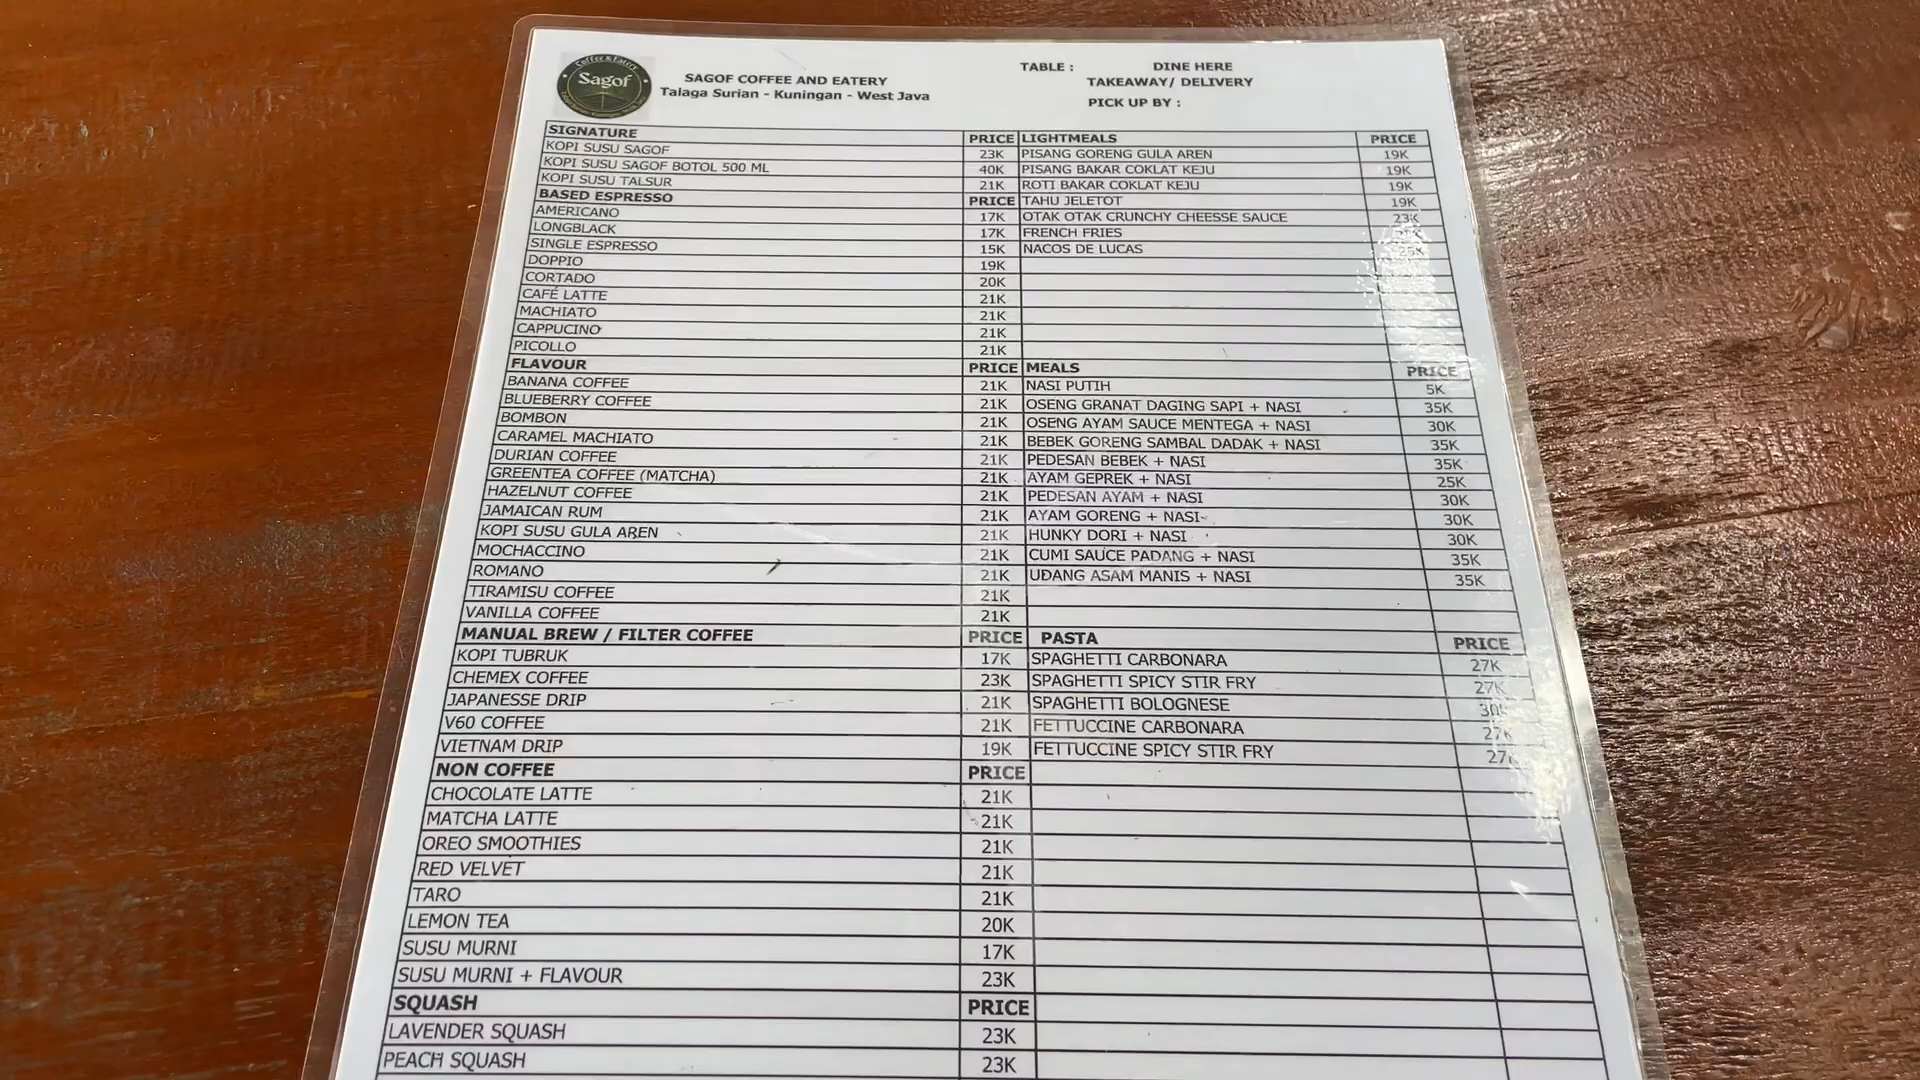 Coffee & Eatery
Sagof
SAGOF COFFEE AND EATERY
Talaga Surian - Kuningan - West Java
TABLE :
DINE HERE
TAKEAWAY/ DELIVERY
PICK UP BY :
SIGNATURE PRICE
KOPI SUSU SAGOF 23K
KOPI SUSU SAGOF BOTOL 500 ML 40K
KOPI SUSU TALSUR 21K
BASED ESPRESSO PRICE
AMERICANO 17K
LONGBLACK 17K
SINGLE ESPRESSO 15K
DOPPIO 19K
CORTADO 20K
CAFÉ LATTE 21K
MACHIATO 21K
CAPPUCINO 21K
PICOLLO 21K
FLAVOUR PRICE
BANANA COFFEE 21K
BLUEBERRY COFFEE 21K
BOMBON 21K
CARAMEL MACHIATO 21K
DURIAN COFFEE 21K
GREENTEA COFFEE (MATCHA) 21K
HAZELNUT COFFEE 21K
JAMAICAN RUM 21K
KOPI SUSU GULA AREN 21K
MOCHACCINO 21K
ROMANO 21K
TIRAMISU COFFEE 21K
VANILLA COFFEE 21K
MANUAL BREW / FILTER COFFEE PRICE
KOPI TUBRUK 17K
CHEMEX COFFEE 23K
JAPANESSE DRIP 21K
V60 COFFEE 21K
VIETNAM DRIP 19K
NON COFFEE PRICE
CHOCOLATE LATTE 21K
MATCHA LATTE 21K
OREO SMOOTHIES 21K
RED VELVET 21K
TARO 21K
LEMON TEA 20K
SUSU MURNI 17K
SUSU MURNI + FLAVOUR 23K
SQUASH PRICE
LAVENDER SQUASH 23K
PEACH SQUASH 23K
LIGHTMEALS PRICE
PISANG GORENG GULA AREN 19K
PISANG BAKAR COKLAT KEJU 19K
ROTI BAKAR COKLAT KEJU 19K
TAHU JELETOT 19K
OTAK OTAK CRUNCHY CHEESSE SAUCE 23K
FRENCH FRIES
NACOS DE LUCAS
MEALS PRICE
NASI PUTIH 5K
OSENG GRANAT DAGING SAPI + NASI 35K
OSENG AYAM SAUCE MENTEGA + NASI 30K
BEBEK GORENG SAMBAL DADAK + NASI 35K
PEDESAN BEBEK + NASI 35K
AYAM GEPREK + NASI 25K
PEDESAN AYAM + NASI 30K
AYAM GORENG + NASI 30K
HUNKY DORI + NASI 30K
CUMI SAUCE PADANG + NASI 35K
UDANG ASAM MANIS + NASI 35K
PASTA PRICE
SPAGHETTI CARBONARA 27K
SPAGHETTI SPICY STIR FRY 27K
SPAGHETTI BOLOGNESE 30K
FETTUCCINE CARBONARA 27K
FETTUCCINE SPICY STIR FRY 27K